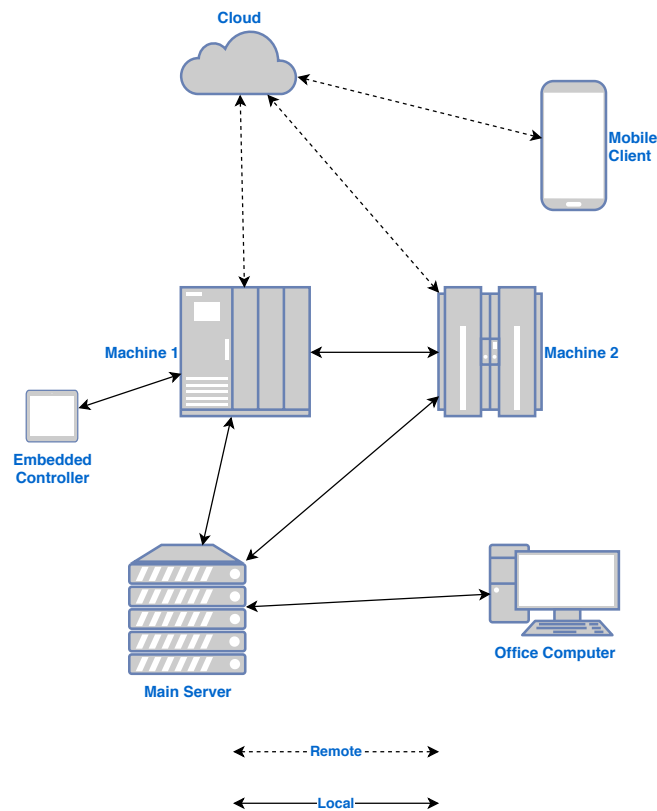 Cloud
Mobile
Client
Machine 1
Machine 2
Embedded
Controller
Office Computer
Main Server
Remote
Local